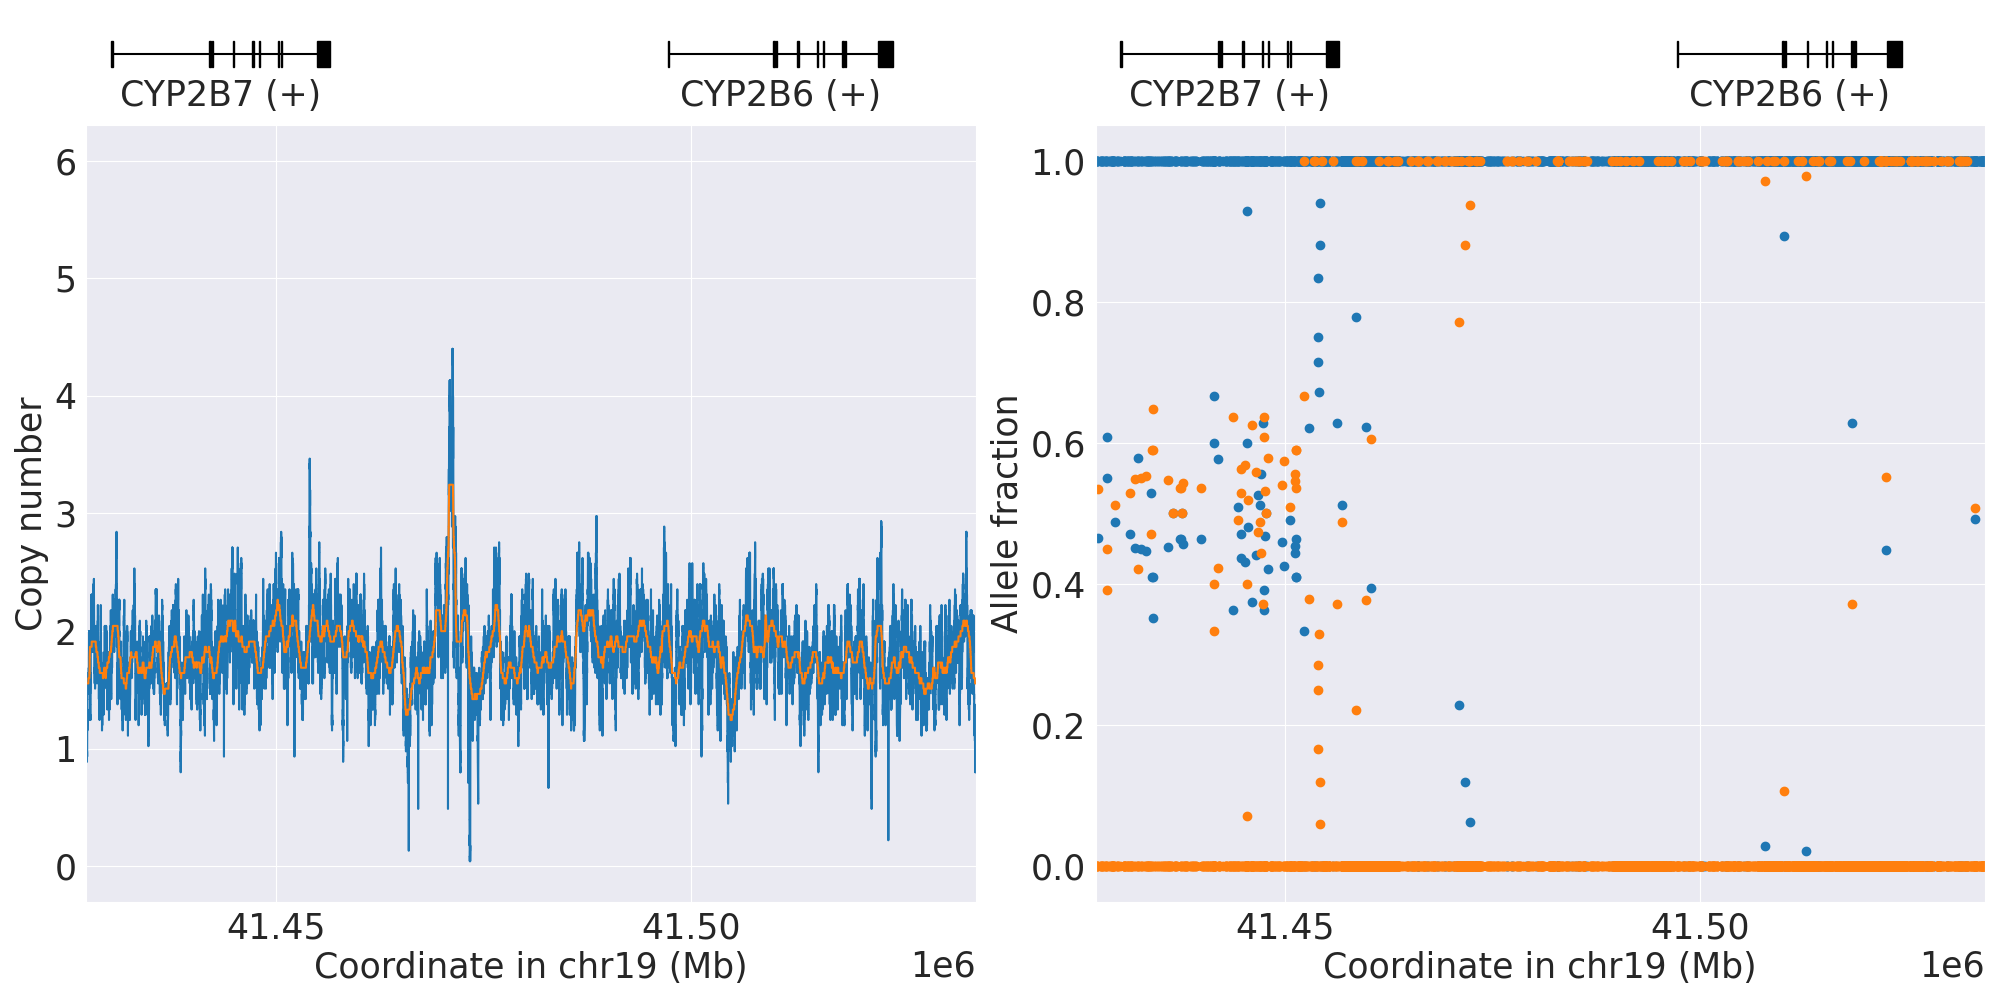 CYP2B7 (+)
CYP2B6 (+)
CYP2B7 (+)
CYP2B6 (+)
6
5
4
3
2
1
0
Copy number
41.45
41.50
Coordinate in chr19 (Mb)
1e6
1.0
0.8
0.6
0.4
0.2
0.0
Allele fraction
41.45
41.50
Coordinate in chr19 (Mb)
1e6